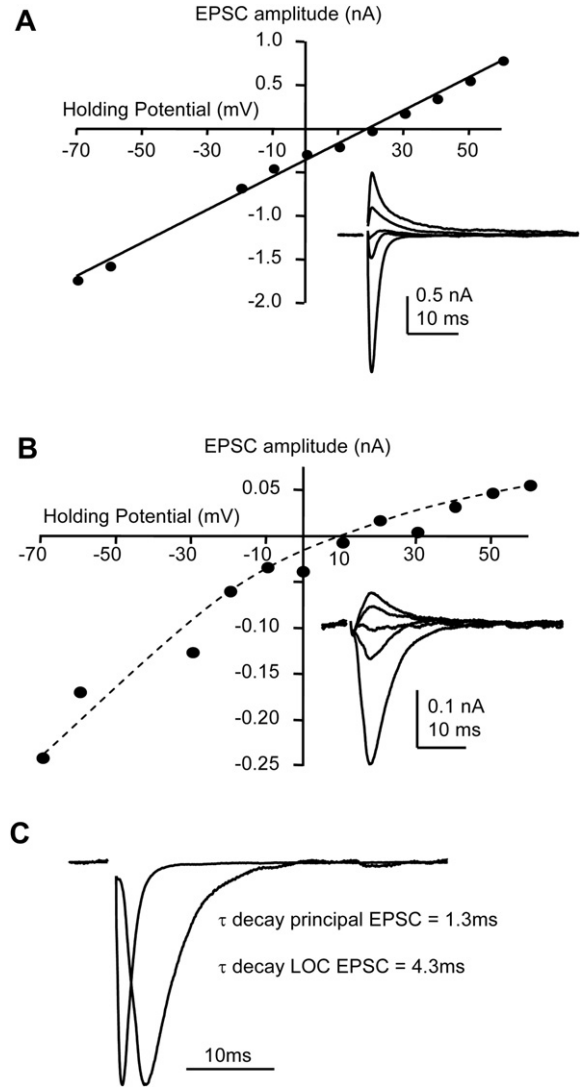 A
EPSC amplitude (nA)
1.0
0.5
Holding Potential (mV)
-70 -50 -30 -10 10 30 50
-1.0
-1.5
-2.0
0.5 nA
10 ms
B
EPSC amplitude (nA)
0.05
Holding Potential (mV)
-70 -50 -30 -10 10 30 50
-0.10
-0.15
-0.20
-0.25
0.1 nA
10 ms
C
τ decay principal EPSC = 1.3ms
τ decay LOC EPSC = 4.3ms
10ms